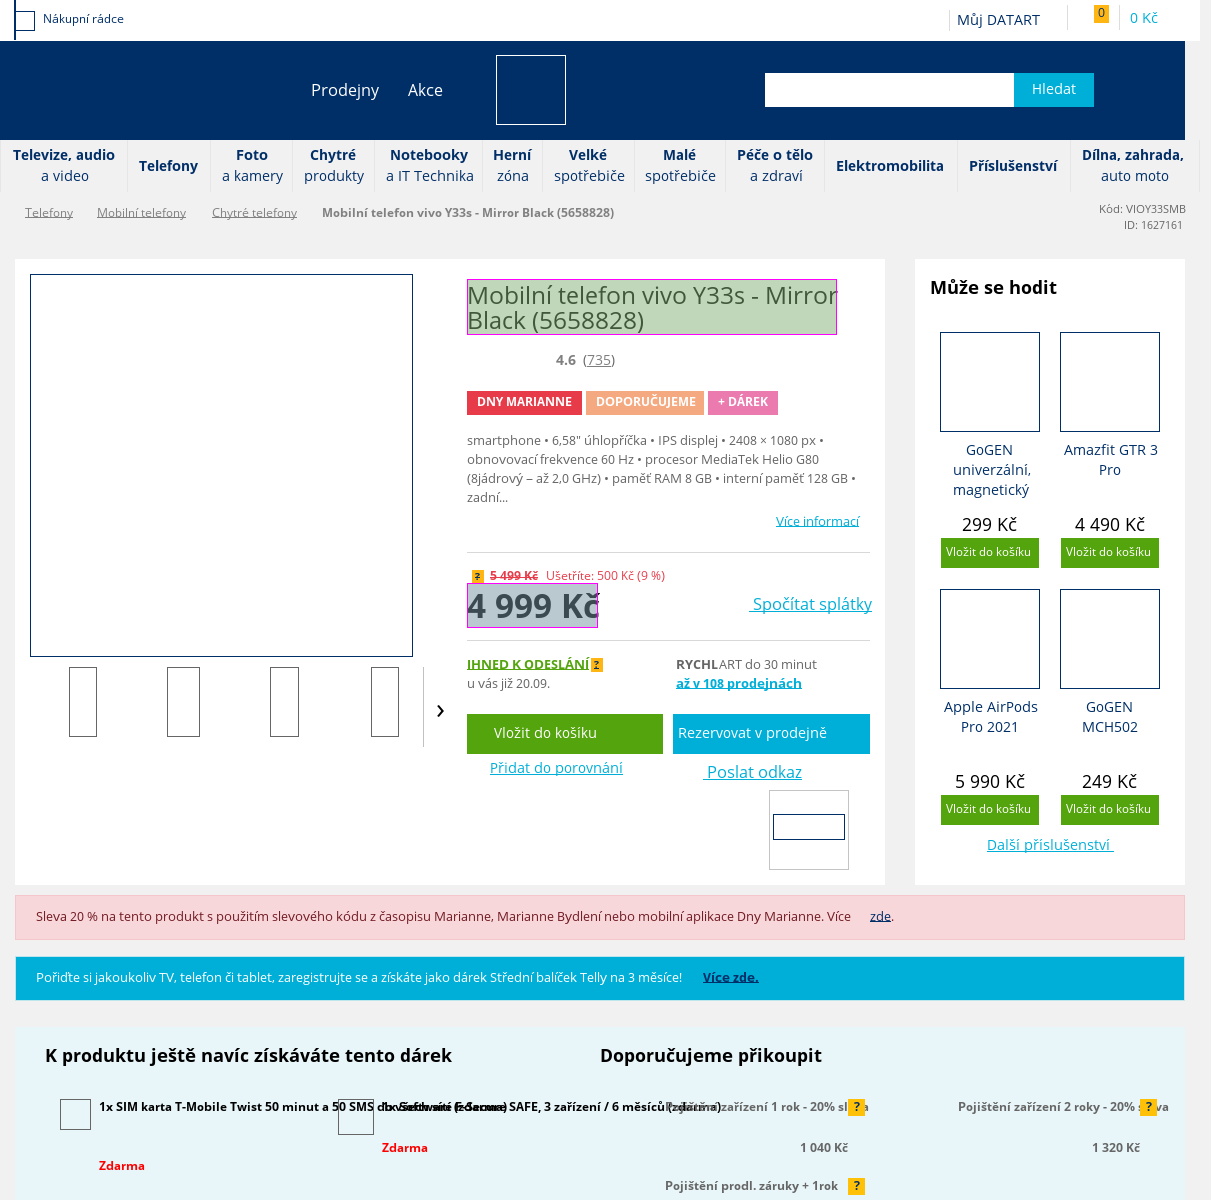 Nákupní rádce
Můj DATART
0
0 Kč
Prodejny
Akce
Hledat
Televize, audio
a video
Telefony
Foto
a kamery
Chytré
produkty
Notebooky
a IT Technika
Herní
zóna
Velké
spotřebiče
Malé
spotřebiče
Péče o tělo
a zdraví
Elektromobilita
Příslušenství
Dílna, zahrada,
auto moto
Telefony
Mobilní telefony
Chytré telefony
Mobilní telefon vivo Y33s - Mirror Black (5658828)
Kód: VIOY33SMB
ID: 1627161
Mobilní telefon vivo Y33s - Mirror
Black (5658828)
4.6 (735)
DNY MARIANNE
DOPORUČUJEME
+ DÁREK
smartphone • 6,58" úhlopříčka • IPS displej • 2408 × 1080 px •
obnovovací frekvence 60 Hz • procesor MediaTek Helio G80
(8jádrový – až 2,0 GHz) • paměť RAM 8 GB • interní paměť 128 GB •
zadní...
Více informací
? 5 499 Kč Ušetříte: 500 Kč (9 %)
4 999 Kč
Spočítat splátky
IHNED K ODESLÁNÍ ?
u vás již 20.09.
RYCHLART do 30 minut
až v 108 prodejnách
Vložit do košíku
Rezervovat v prodejně
Přidat do porovnání
Poslat odkaz
›
Může se hodit
GoGEN
univerzální,
magnetický
299 Kč
Vložit do košíku
Amazfit GTR 3
Pro
4 490 Kč
Vložit do košíku
Apple AirPods
Pro 2021
5 990 Kč
Vložit do košíku
GoGEN
MCH502
249 Kč
Vložit do košíku
Další příslušenství
Sleva 20 % na tento produkt s použitím slevového kódu z časopisu Marianne, Marianne Bydlení nebo mobilní aplikace Dny Marianne. Více zde.
Pořiďte si jakoukoliv TV, telefon či tablet, zaregistrujte se a získáte jako dárek Střední balíček Telly na 3 měsíce! Více zde.
K produktu ještě navíc získáváte tento dárek
1x SIM karta T-Mobile Twist 50 minut a 50 SMS do všech sítí (zdarma)
Zdarma
1x Software F-Secure SAFE, 3 zařízení / 6 měsíců (zdarma)
Zdarma
Doporučujeme přikoupit
Pojištění zařízení 1 rok - 20% sleva ?
1 040 Kč
Pojištění zařízení 2 roky - 20% sleva ?
1 320 Kč
Pojištění prodl. záruky + 1rok ?